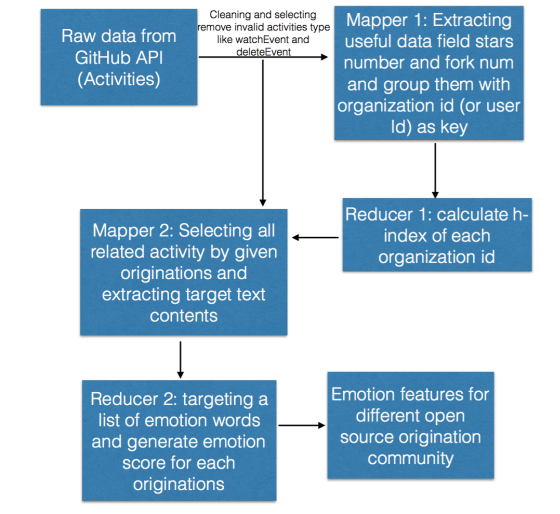 Raw data from
GitHub API
(Activities)
Cleaning and selecting
remove invalid activities type
like watchEvent and
deleteEvent
Mapper 1: Extracting
useful data field stars
number and fork num
and group them with
organization id (or user
Id) as key
Reducer 1: calculate h-
index of each
organization id
Mapper 2: Selecting all
related activity by given
originations and
extracting target text
contents
Reducer 2: targeting a
list of emotion words
and generate emotion
score for each
originations
Emotion features for
different open
source origination
community